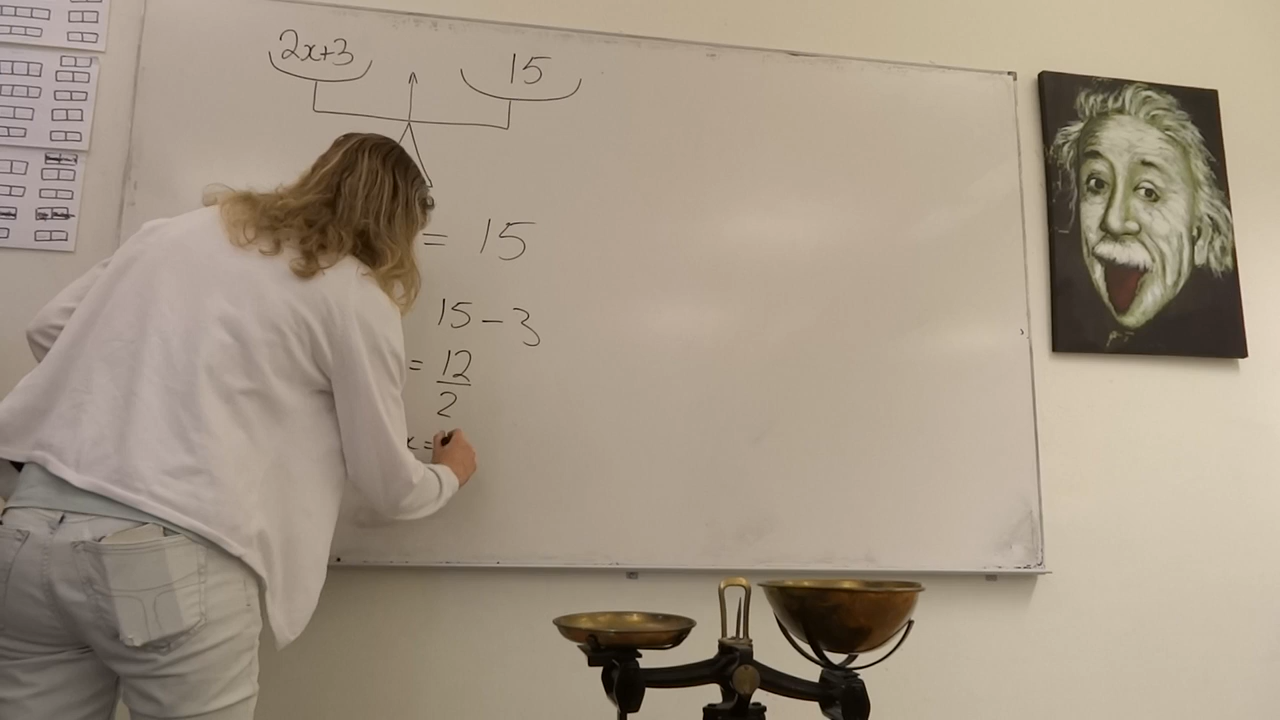 2x+3 15
= 15
15 - 3
= 12
2
x =